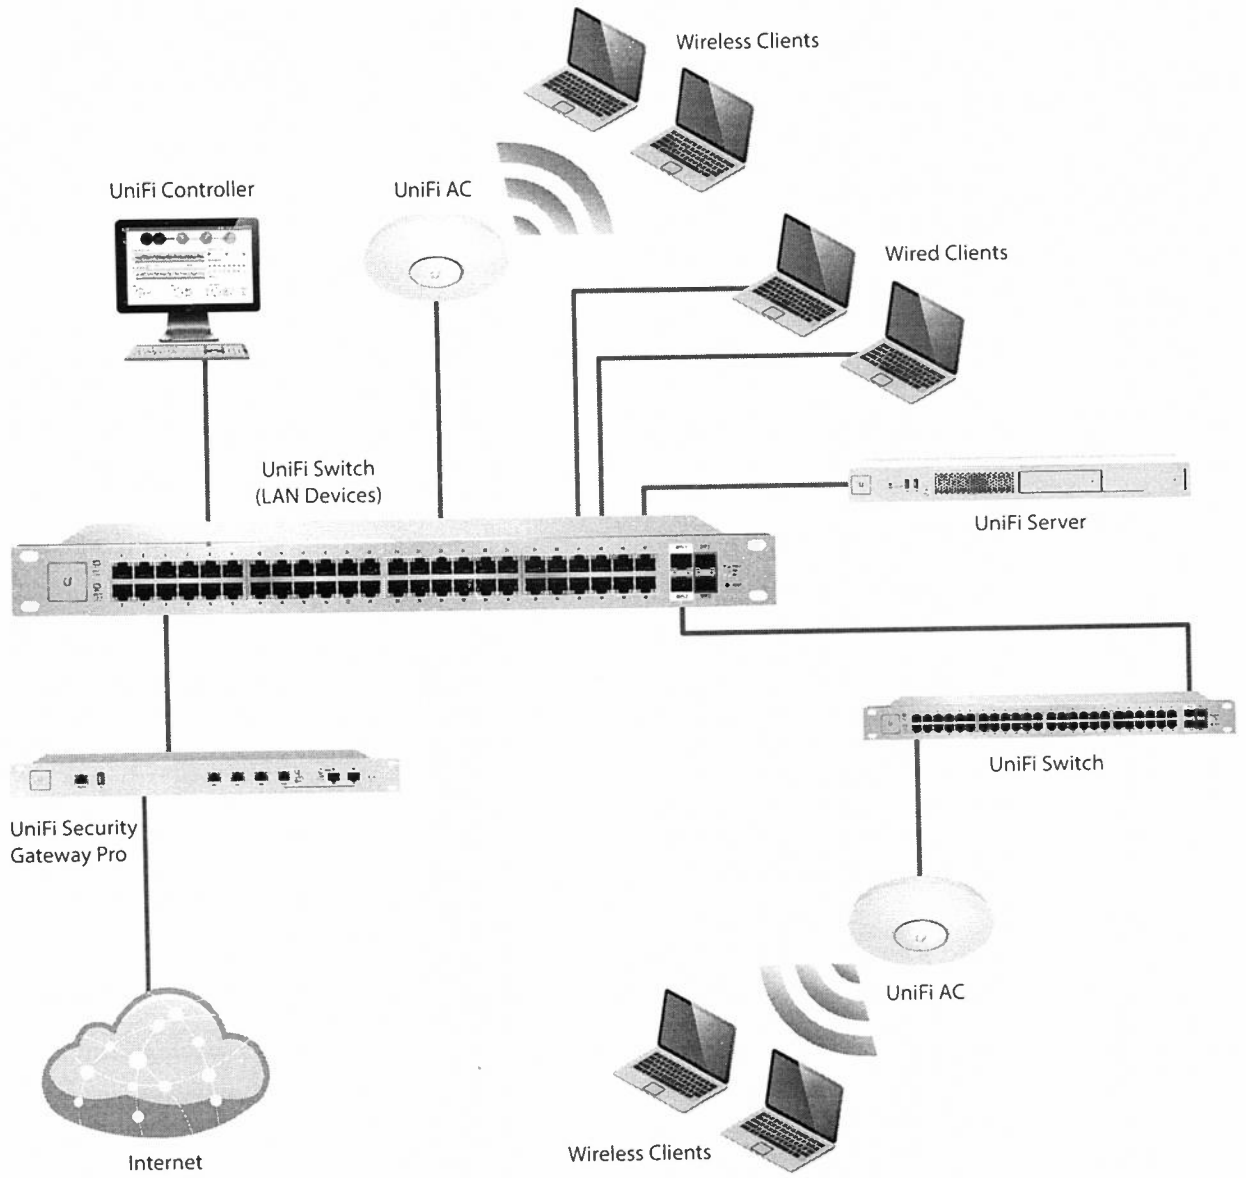 Wireless Clients
UniFi Controller
UniFi AC
Wired Clients
UniFi Switch
(LAN Devices)
UniFi Server
UniFi Switch
UniFi Security
Gateway Pro
UniFi AC
Internet
Wireless Clients